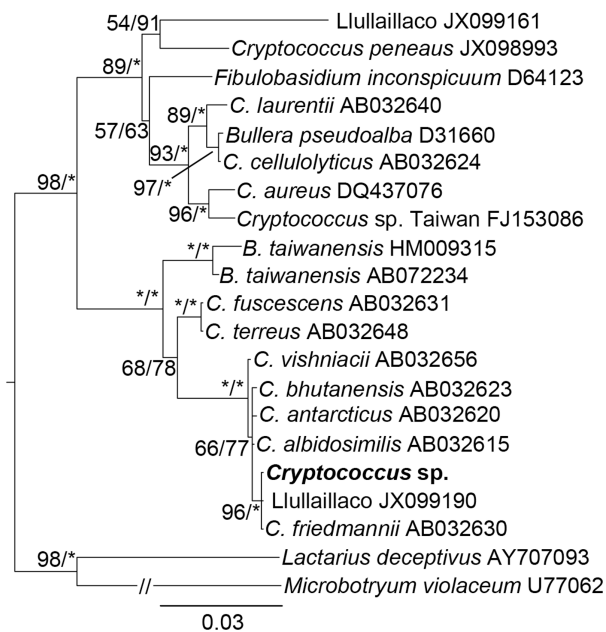 54/91
Llullaillaco JX099161
Cryptococcus peneaus JX098993
89/*
Fibulobasidium inconspicuum D64123
57/63
89/*
C. laurentii AB032640
93/*
Bullera pseudoalba D31660
C. cellulolyticus AB032624
97/*
98/*
C. aureus DQ437076
96/*
Cryptococcus sp. Taiwan FJ153086
*/*
B. taiwanensis HM009315
B. taiwanensis AB072234
*/*
*/*
C. fuscescens AB032631
C. terreus AB032648
68/78
C. vishniacii AB032656
*/*
C. bhutanensis AB032623
C. antarcticus AB032620
66/77
C. albidosimilis AB032615
Cryptococcus sp.
Llullaillaco JX099190
96/*
C. friedmannii AB032630
98/*
Lactarius deceptivus AY707093
//
Microbotryum violaceum U77062
0.03